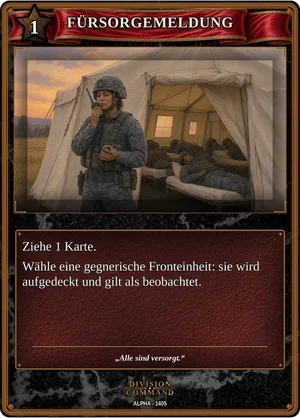 1
FÜRSORGEMELDUNG
Ziehe 1 Karte.
Wähle eine gegnerische Fronteinheit: sie wird
aufgedeckt und gilt als beobachtet.
„Alle sind versorgt.“
DIVISION
COMMAND
ALPHA - 1405